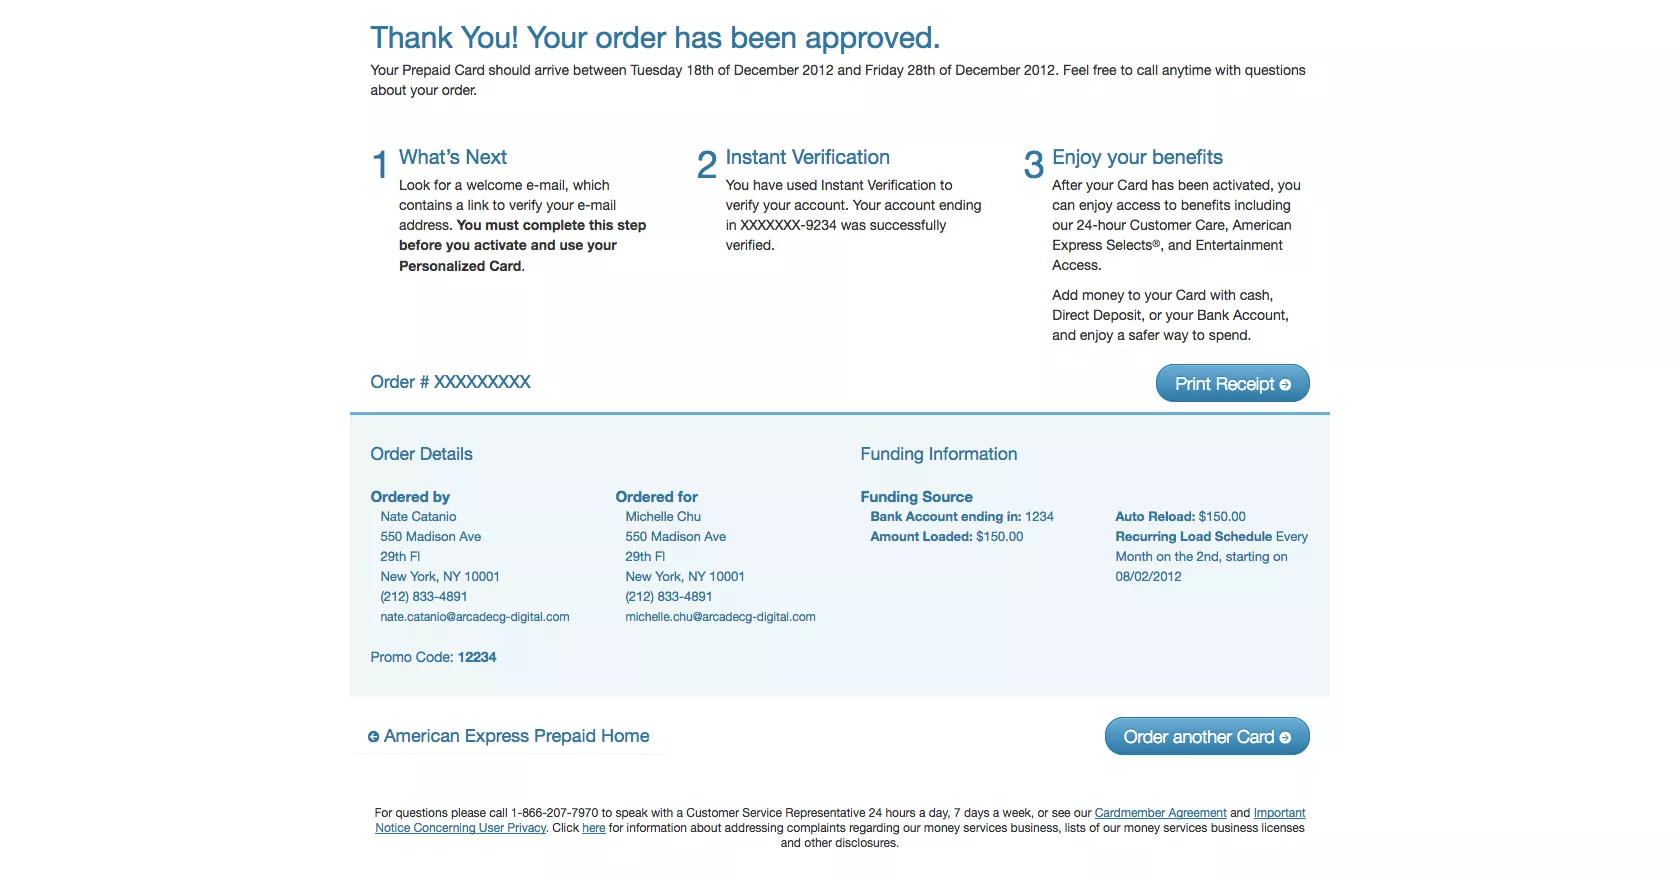 Thank You! Your order has been approved.
Your Prepaid Card should arrive between Tuesday 18th of December 2012 and Friday 28th of December 2012. Feel free to call anytime with questions
about your order.
1 What's Next
Look for a welcome e-mail, which
contains a link to verify your e-mail
address. You must complete this step
before you activate and use your
Personalized Card.
2 Instant Verification
You have used Instant Verification to
verify your account. Your account ending
in XXXXXXX-9234 was successfully
verified.
3 Enjoy your benefits
After your Card has been activated, you
can enjoy access to benefits including
our 24-hour Customer Care, American
Express Selects®, and Entertainment
Access.
Add money to your Card with cash,
Direct Deposit, or your Bank Account,
and enjoy a safer way to spend.
Order # XXXXXXXXX
Print Receipt
Order Details
Ordered by
Nate Catanio
550 Madison Ave
29th Fl
New York, NY 10001
(212) 833-4891
nate.catanio@arcadecg-digital.com
Ordered for
Michelle Chu
550 Madison Ave
29th Fl
New York, NY 10001
(212) 833-4891
michelle.chu@arcadecg-digital.com
Promo Code: 12234
Funding Information
Funding Source
Bank Account ending in: 1234
Amount Loaded: $150.00
Auto Reload: $150.00
Recurring Load Schedule Every
Month on the 2nd, starting on
08/02/2012
American Express Prepaid Home
Order another Card
For questions please call 1-866-207-7970 to speak with a Customer Service Representative 24 hours a day, 7 days a week, or see our Cardmember Agreement and Important
Notice Concerning User Privacy. Click here for information about addressing complaints regarding our money services business, lists of our money services business licenses
and other disclosures.